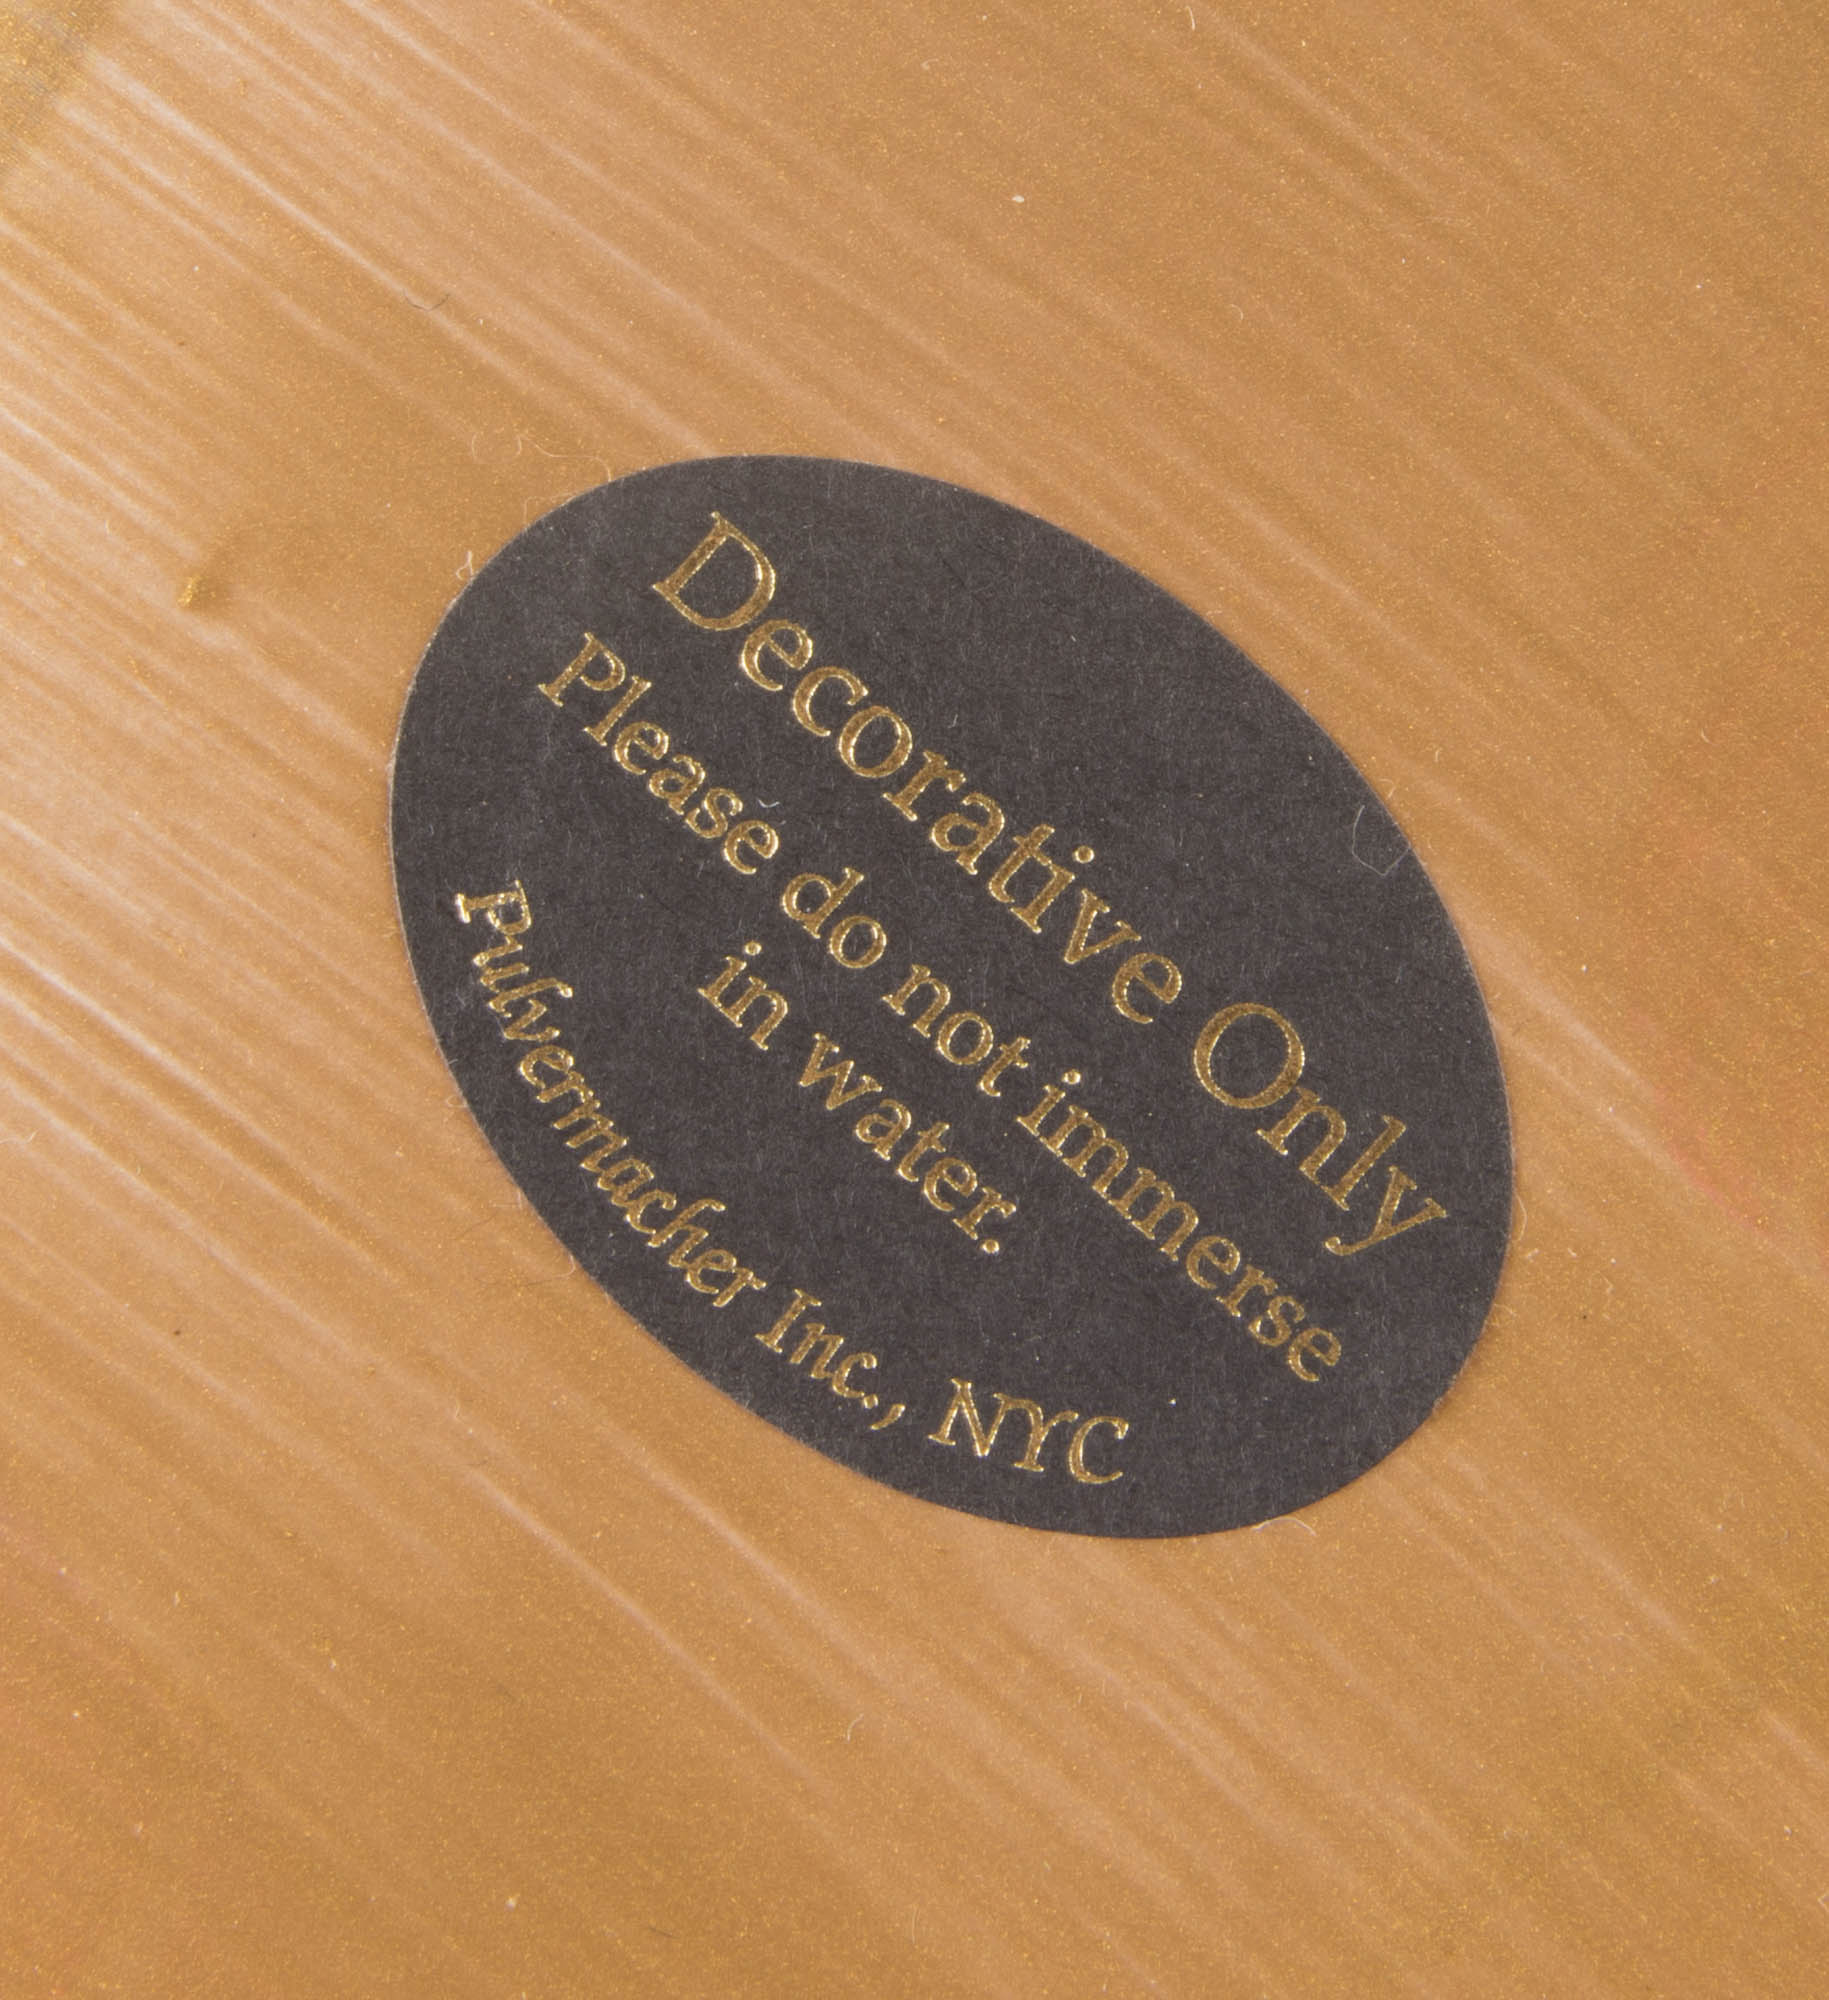 Decorative Only
Please do not immerse
in water.
Pulvermacher Inc., NYC